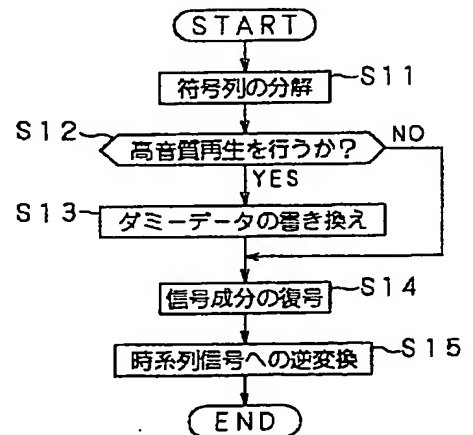 START
符号列の分解
S11
S12
高音質再生を行うか？
NO
YES
S13
ダミーデータの書き換え
信号成分の復号
S14
時系列信号への逆変換
S15
END